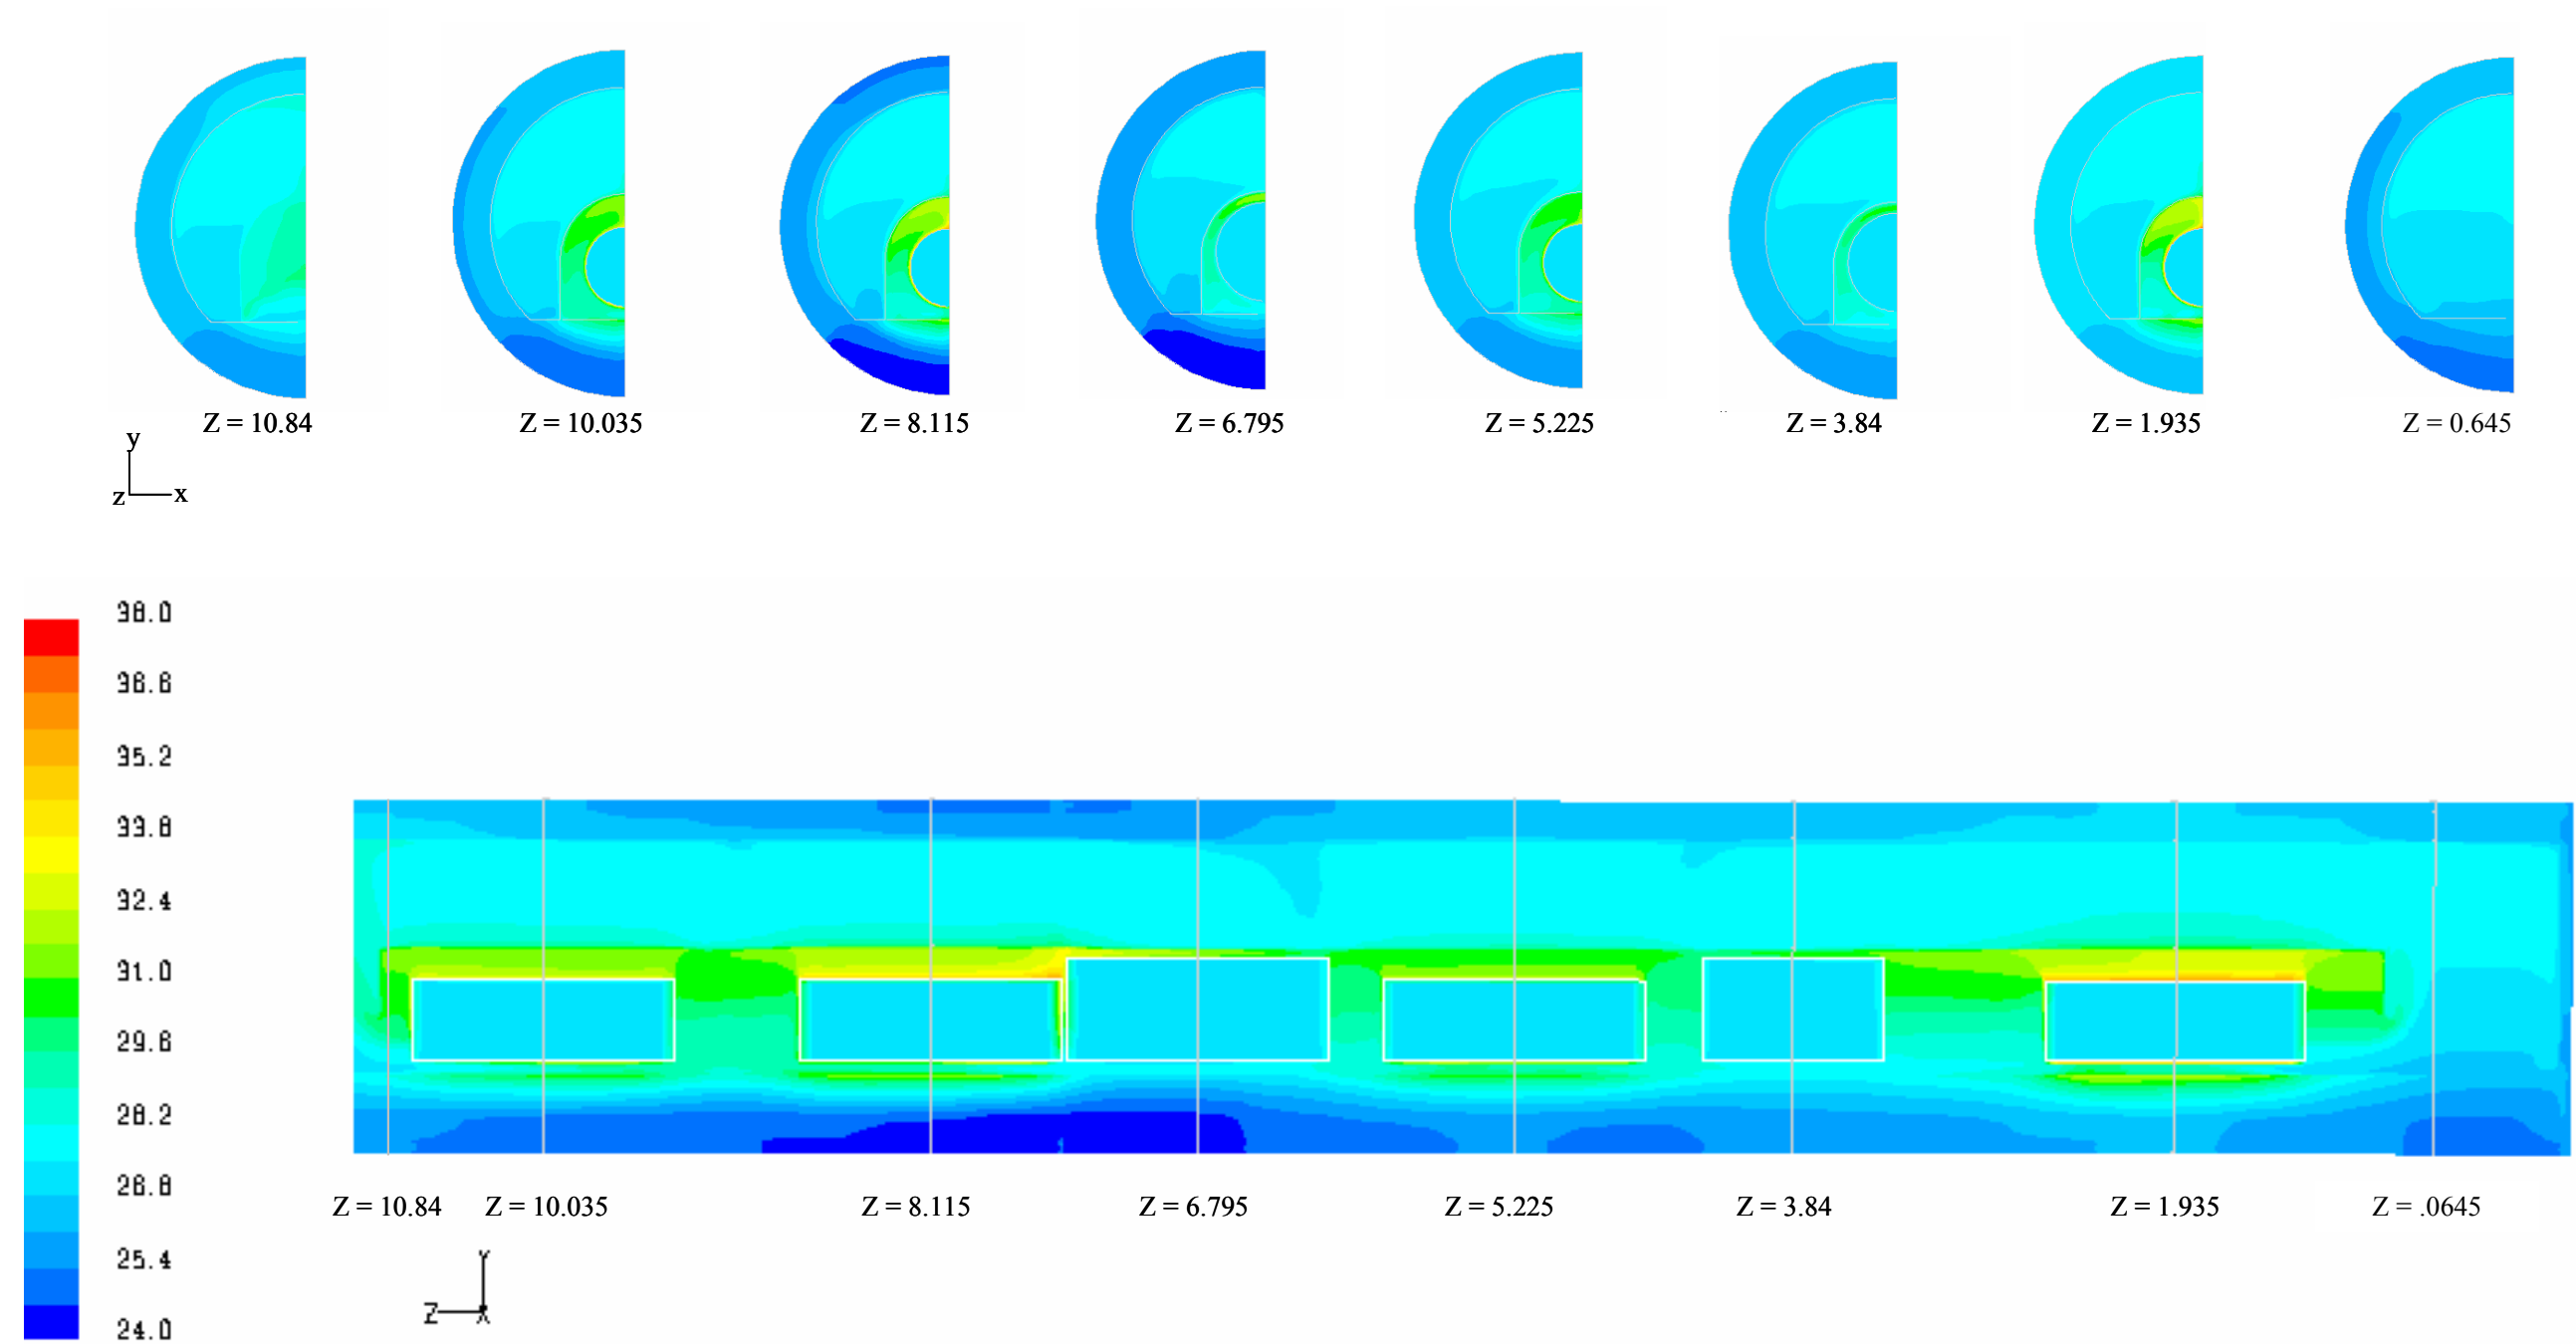 Z = 10.84 Z = 10.035 Z = 8.115 Z = 6.795 Z = 5.225 Z = 3.84 Z = 1.935 Z = 0.645
y
z x
38.0
36.6
35.2
33.8
32.4
31.0
29.6
28.2
26.8
25.4
24.0
Z = 10.84 Z = 10.035 Z = 8.115 Z = 6.795 Z = 5.225 Z = 3.84 Z = 1.935 Z = .0645
Y
Z X